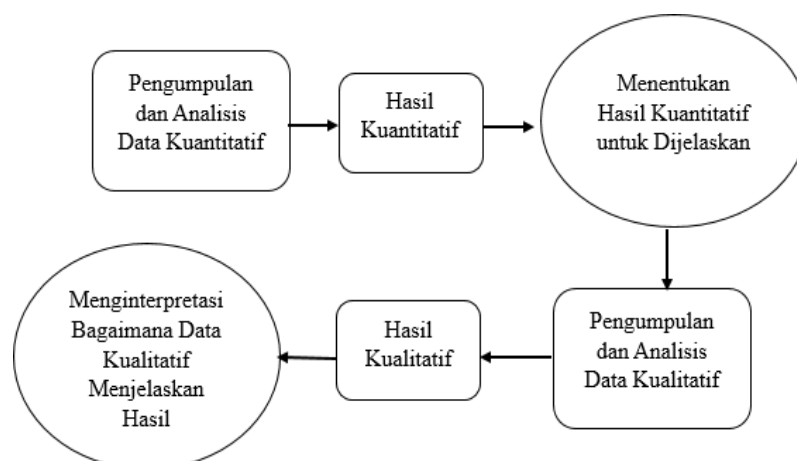 Pengumpulan
dan Analisis
Data Kuantitatif
Hasil
Kuantitatif
Menentukan
Hasil Kuantitatif
untuk Dijelaskan
Pengumpulan
dan Analisis
Data Kualitatif
Hasil
Kualitatif
Menginterpretasi
Bagaimana Data
Kualitatif
Menjelaskan
Hasil